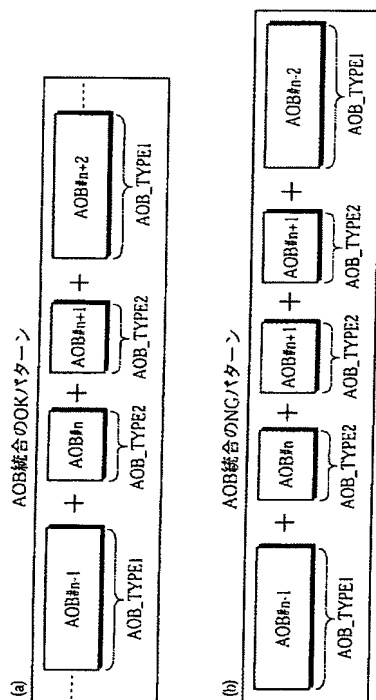 (a)
AOB統合のOKパターン
AOB#n-1 + AOB#n + AOB#n+1 + AOB#n+2
AOB_TYPE1 AOB_TYPE2 AOB_TYPE2 AOB_TYPE1
(b)
AOB統合のNGパターン
AOB#n-1 + AOB#n + AOB#n+1 + AOB#n+1 + AOB#n-2
AOB_TYPE1 AOB_TYPE2 AOB_TYPE2 AOB_TYPE2 AOB_TYPE1